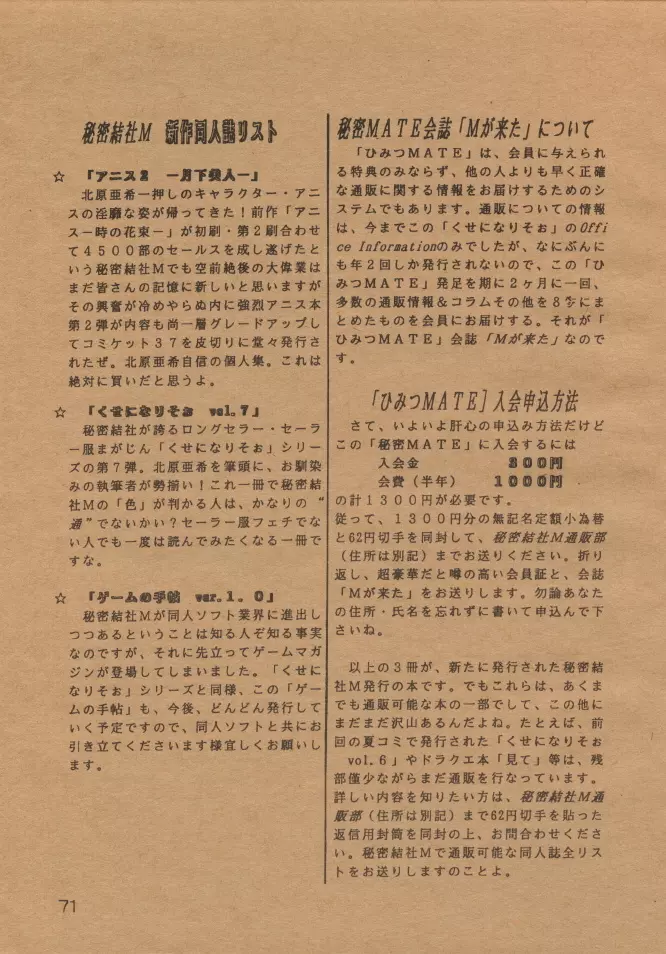 秘密結社M 新作同人誌リスト
☆ 「アニス2 ー月下美人ー」
北原亜希一押しのキャラクター・アニ
スの淫靡な姿が帰ってきた！前作「アニ
スー時の花束ー」が初刷・第2刷合わせ
て4500部のセールスを成し遂げたと
いう秘密結社Mでも空前絶後の大偉業は
まだ皆さんの記憶に新しいと思いますが
その興奮が冷めやらぬ内に強烈アニス本
第2弾が内容も尚一層グレードアップし
てコミケット37を皮切りに堂々発行さ
れたぜ。北原亜希自信の個人集。これは
絶対に買いだと思うよ。
☆ 「くせになりそぉ vol.7」
秘密結社が誇るロングセラー・セーラ
ー服まがじん「くせになりそぉ」シリー
ズの第7弾。北原亜希を筆頭に、お馴染
みの執筆者が勢揃い！これ一冊で秘密結
社Mの「色」が判かる人は、かなりの“
通”でないかい？セーラー服フェチでな
い人でも一度は読んでみたくなる一冊で
すな。
☆ 「ゲームの手帖 ver.1.0」
秘密結社Mが同人ソフト業界に進出し
つつあるということは知る人ぞ知る事実
なのですが、それに先立ってゲームマガ
ジンが登場してしまいました。「くせに
なりそぉ」シリーズと同様、この「ゲー
ムの手帖」も、今後、どんどん発行して
いく予定ですので、同人ソフトと共にお
引き立てくださいます様宜しくお願いし
ます。
秘密MATE会誌「Mが来た」について
「ひみつMATE」は、会員に与えられ
る特典のみならず、他の人よりも早く正確
な通販に関する情報をお届けするためのシ
ステムでもあります。通販についての情報
は、今までこの「くせになりそぉ」のOffi
ce Informationのみでしたが、なにぶんに
も年2回しか発行されないので、この「ひ
みつMATE」発足を期に2ヶ月に一回、
多数の通販情報＆コラムその他を8㌻にま
とめたものを会員にお届けする。それが「
ひみつMATE」会誌「Mが来た」なので
す。
「ひみつMATE］入会申込方法
さて、いよいよ肝心の申込み方法だけど
この「秘密MATE」に入会するには
入会金 300円
会費（半年） 1000円
の計1300円が必要です。
従って、1300円分の無記名定額小為替
と62円切手を同封して、秘密結社M通販部
（住所は別記）までお送りください。折り
返し、超豪華だと噂の高い会員証と、会誌
「Mが来た」をお送します。勿論あなた
の住所・氏名を忘れずに書いて申込んで下
さいね。
以上の3冊が、新たに発行された秘密結
社M発行の本です。でもこれらは、あくま
でも通販可能な本の一部でして、この他に
まだまだ沢山あるんだよね。たとえば、前
回の夏コミで発行された「くせになりそぉ
vol.6」やドラクエ本「見て」等は、残
部僅少ながらまだ通販を行なっています。
詳しい内容を知りたい方は、秘密結社M通
販部（住所は別記）まで62円切手を貼った
返信用封筒を同封の上、お問合わせくださ
い。秘密結社Mで通販可能な同人誌全リス
トをお送りしますのことよ。
71